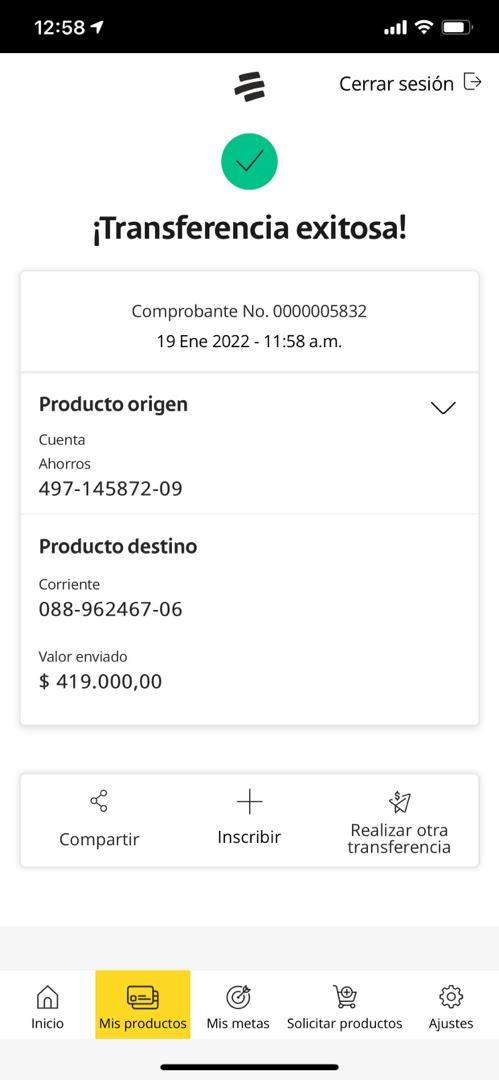 12:58
Cerrar sesión
¡Transferencia exitosa!
Comprobante No. 0000005832
19 Ene 2022 - 11:58 a.m.
Producto origen
Cuenta
Ahorros
497-145872-09
Producto destino
Corriente
088-962467-06
Valor enviado
$ 419.000,00
Compartir
Inscribir
Realizar otra
transferencia
Inicio
Mis productos
Mis metas
Solicitar productos
Ajustes